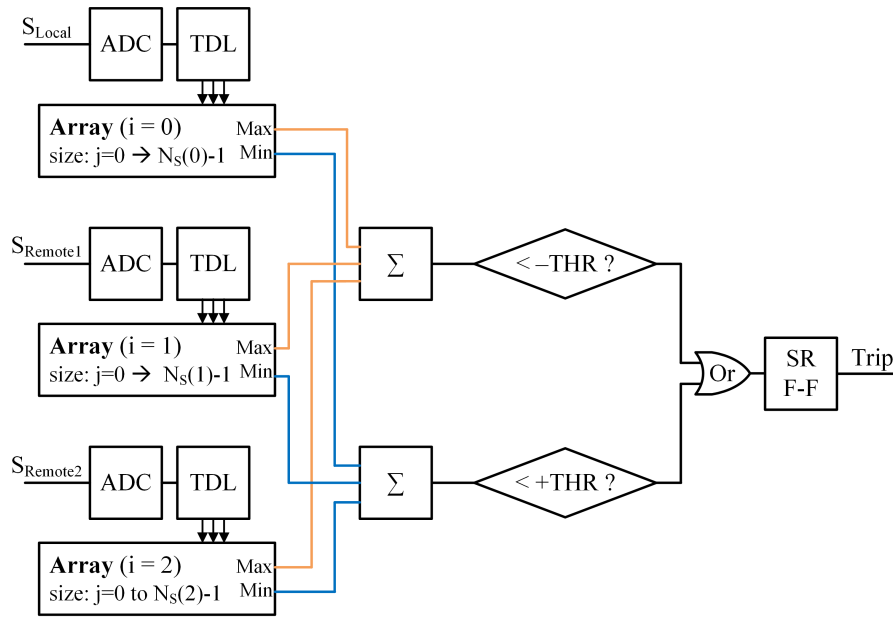 S_Local
ADC
TDL
Array (i = 0)
Max
size: j=0 → N_S(0)-1
Min
S_Remote1
ADC
TDL
∑
< –THR ?
Array (i = 1)
Max
size: j=0 → N_S(1)-1
Min
Or
SR
F-F
Trip
S_Remote2
ADC
TDL
∑
< +THR ?
Array (i = 2)
Max
size: j=0 to N_S(2)-1
Min